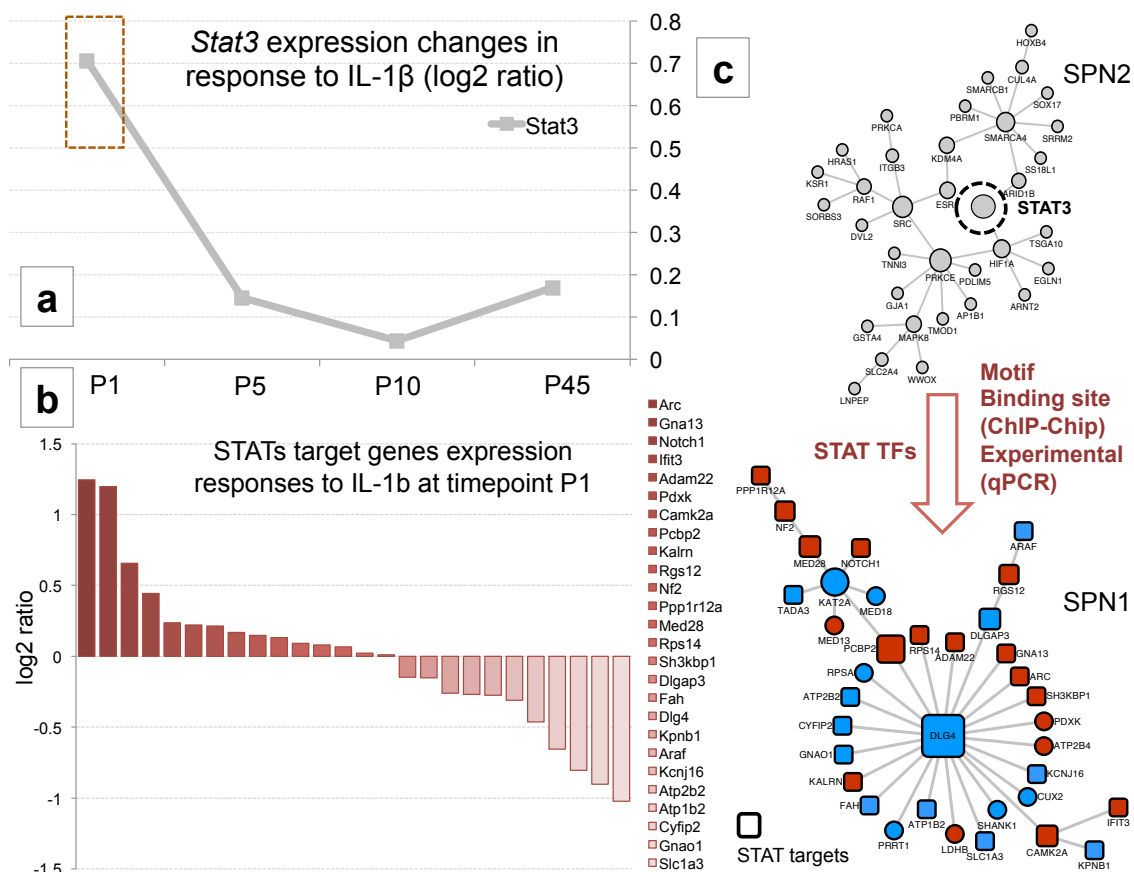 Stat3 expression changes in
response to IL-1β (log2 ratio)
Stat3
0.8
0.7
0.6
0.5
0.4
0.3
0.2
0.1
0
a
P1
P5
P10
P45
b
STATs target genes expression
responses to IL-1b at timepoint P1
log2 ratio
1.5
1
0.5
0
-0.5
-1
-1.5
Arc
Gna13
Notch1
Ifit3
Adam22
Pdxk
Camk2a
Pcbp2
Kalrn
Rgs12
Nf2
Ppp1r12a
Med28
Rps14
Sh3kbp1
Dlgap3
Fah
Dlg4
Kpnb1
Araf
Kcnj16
Atp2b2
Atp1b2
Cyfip2
Gnao1
Slc1a3
c
SPN2
HOXB4
CUL4A
SMARCB1
SOX17
PBRM1
SMARCA4
SRRM2
SS18L1
PRKCA
KDM4A
ITGB3
HRAS1
KSR1
RAF1
ARID1B
SORBS3
SRC
STAT3
DVL2
TSGA10
TNNI3
HIF1A
PRKCE
PDLIM5
EGLN1
GJA1
AP1B1
ARNT2
TMOD1
GSTA4
MAPK8
SLC2A4
WWOX
LNPEP
Motif
Binding site
(ChIP-Chip)
Experimental
(qPCR)
STAT TFs
SPN1
PPP1R12A
NF2
MED28
NOTCH1
ARAF
RGS12
TADA3
KAT2A
MED18
DLGAP3
MED13
PCBP2
RPS14
ADAM22
GNA13
RPSA
ARC
ATP2B2
SH3KBP1
CYFIP2
DLG4
PDXK
GNAO1
ATP2B4
KALRN
KCNJ16
FAH
CUX2
ATP1B2
SHANK1
IFIT3
PRRT1
LDHB
SLC1A3
CAMK2A
KPNB1
STAT targets